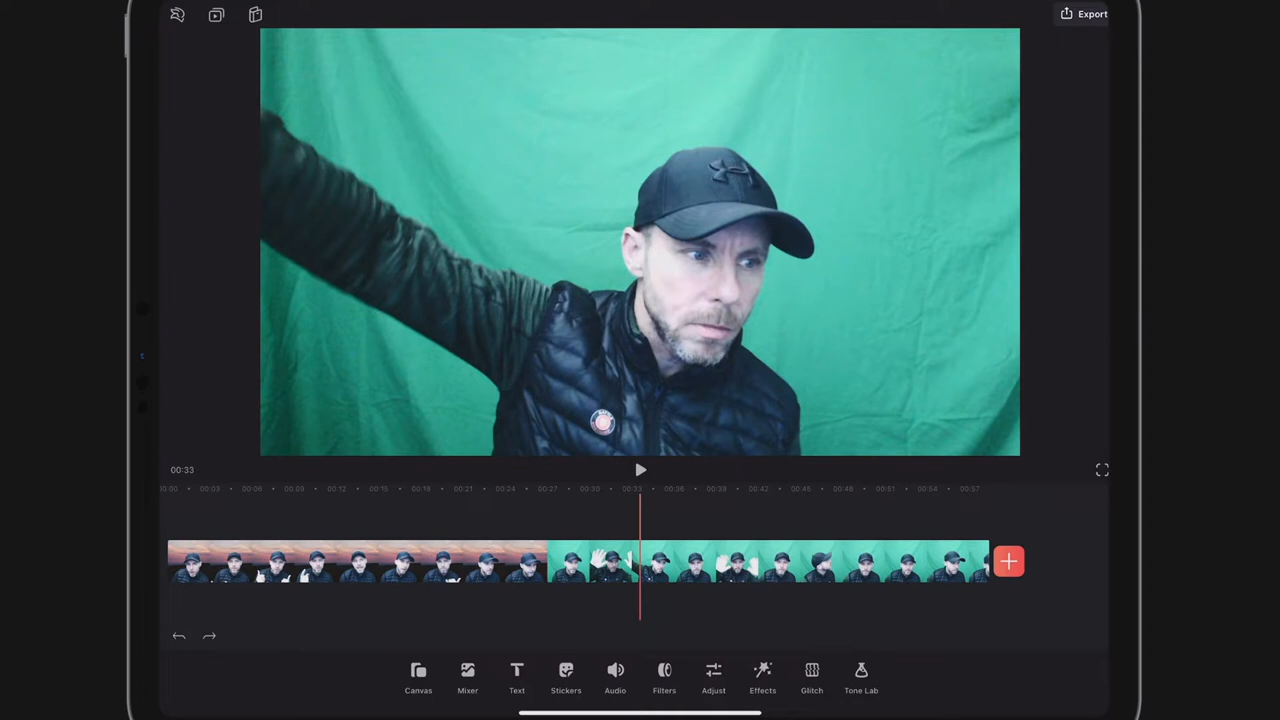 Export
00:33
00:00 00:03 00:06 00:09 00:12 00:15 00:18 00:21 00:24 00:27 00:30 00:33 00:36 00:39 00:42 00:45 00:48 00:51 00:54 00:57
Canvas Mixer Text Stickers Audio Filters Adjust Effects Glitch Tone Lab